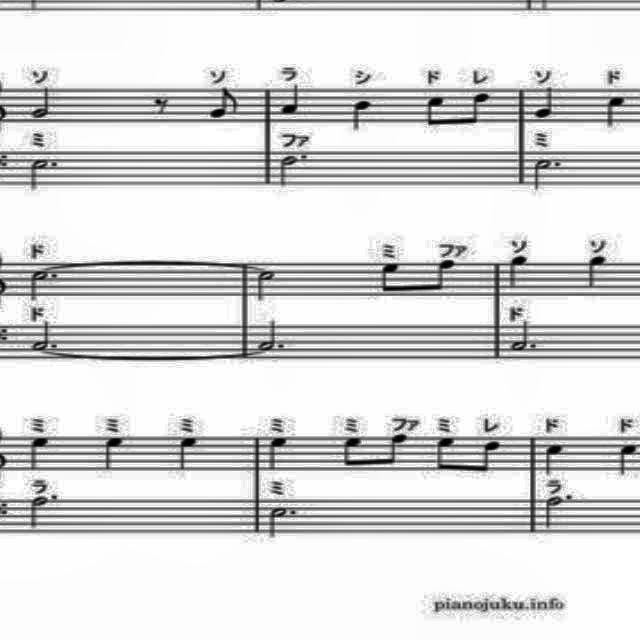 ソ ソ ラ シ ド レ ソ ド
ミ ファ ミ
ド ミ ファ ソ ソ
ド ド
ミ ミ ミ ミ ミ ファ ミ レ ド ド
ラ ミ ラ
pianojuku.info